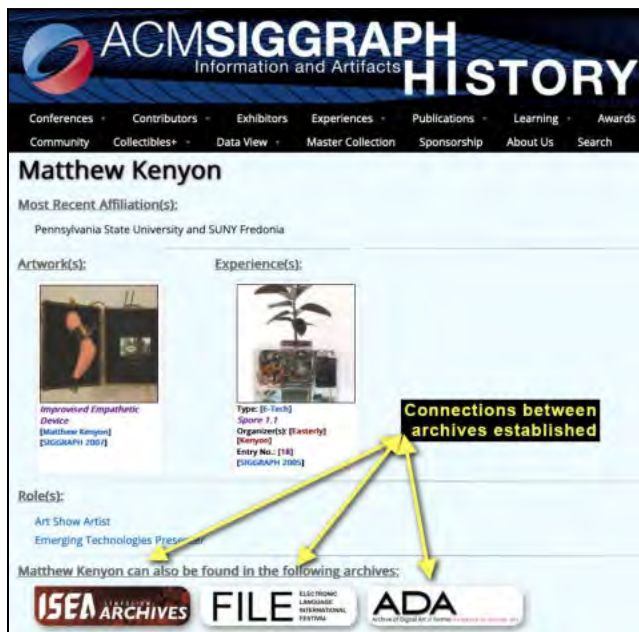 ACMSIGGRAPH
Information and Artifacts
HISTORY
Conferences Contributors Exhibitors Experiences Publications Learning Awards
Community Collectibles+ Data View Master Collection Sponsorship About Us Search
Matthew Kenyon
Most Recent Affiliation(s):
Pennsylvania State University and SUNY Fredonia
Artwork(s):
Experience(s):
Improvised Empathetic
Device
[Matthew Kenyon]
[SIGGRAPH 2007]
Type: [E-Tech]
Spore 1.1
Organizer(s): [Easterly]
[Kenyon]
Entry No.: [18]
[SIGGRAPH 2005]
Connections between
archives established
Role(s):
Art Show Artist
Emerging Technologies Presenter
Matthew Kenyon can also be found in the following archives:
ISEA ARCHIVES
FILE
ELECTRONIC
LANGUAGE
INTERNATIONAL
FESTIVAL
ADA
Archive of Digital Art